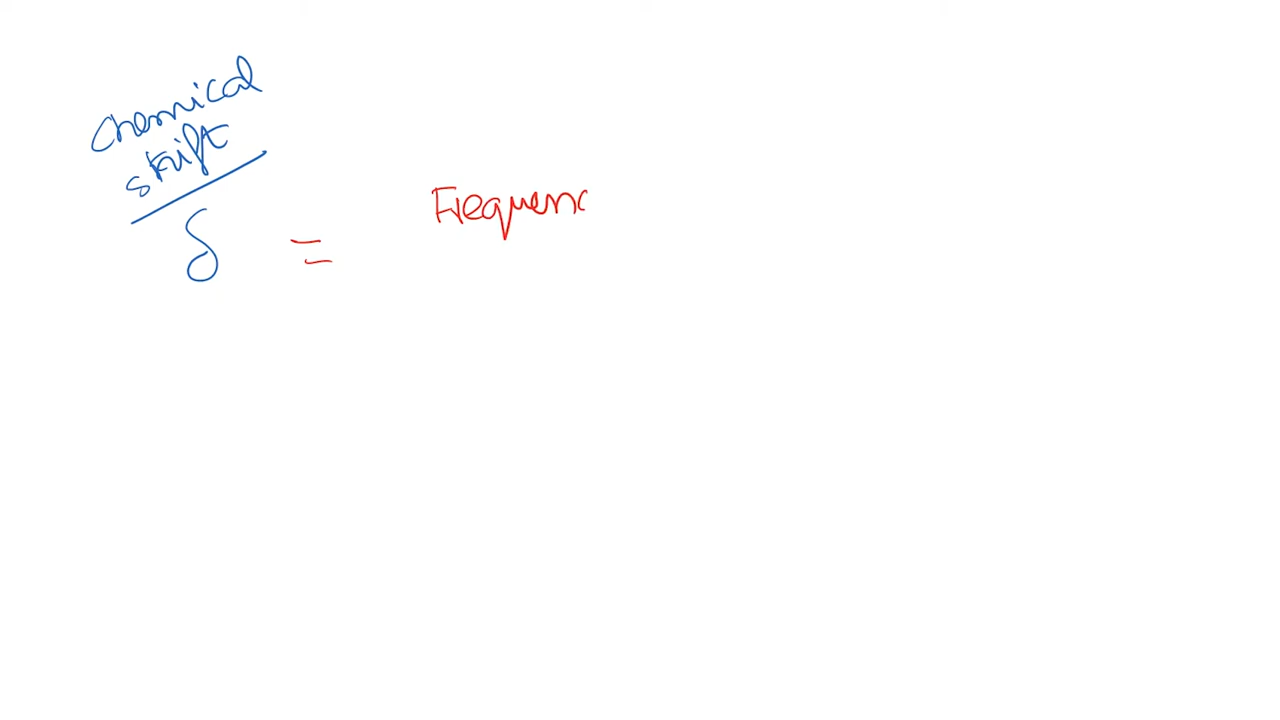 chemical
shift
δ = Frequenc